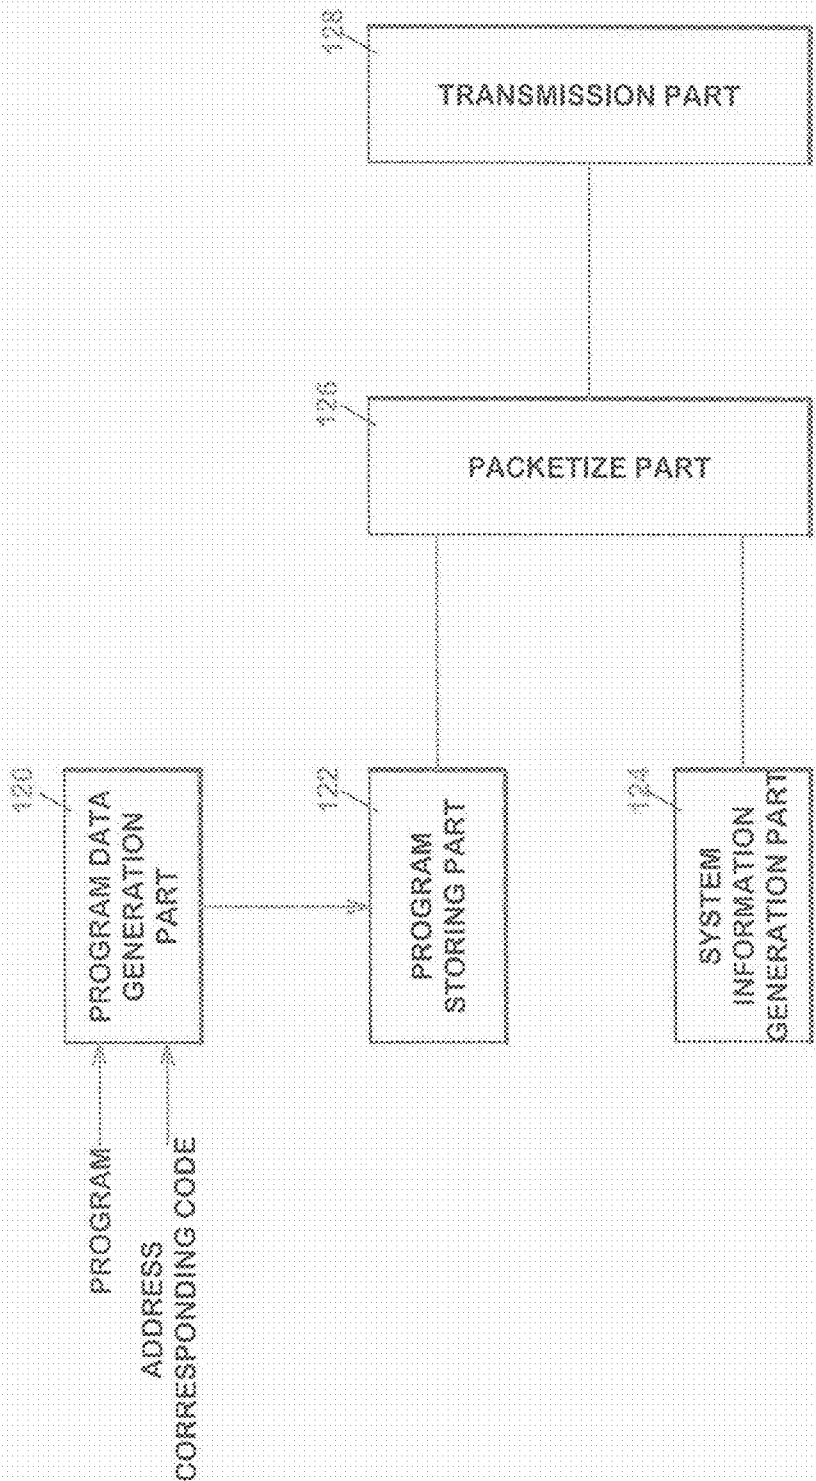 128
TRANSMISSION PART
126
PACKETIZE PART
120
PROGRAM DATA
GENERATION
PART
122
PROGRAM
STORING PART
124
SYSTEM
INFORMATION
GENERATION PART
PROGRAM
ADDRESS
CORRESPONDING CODE